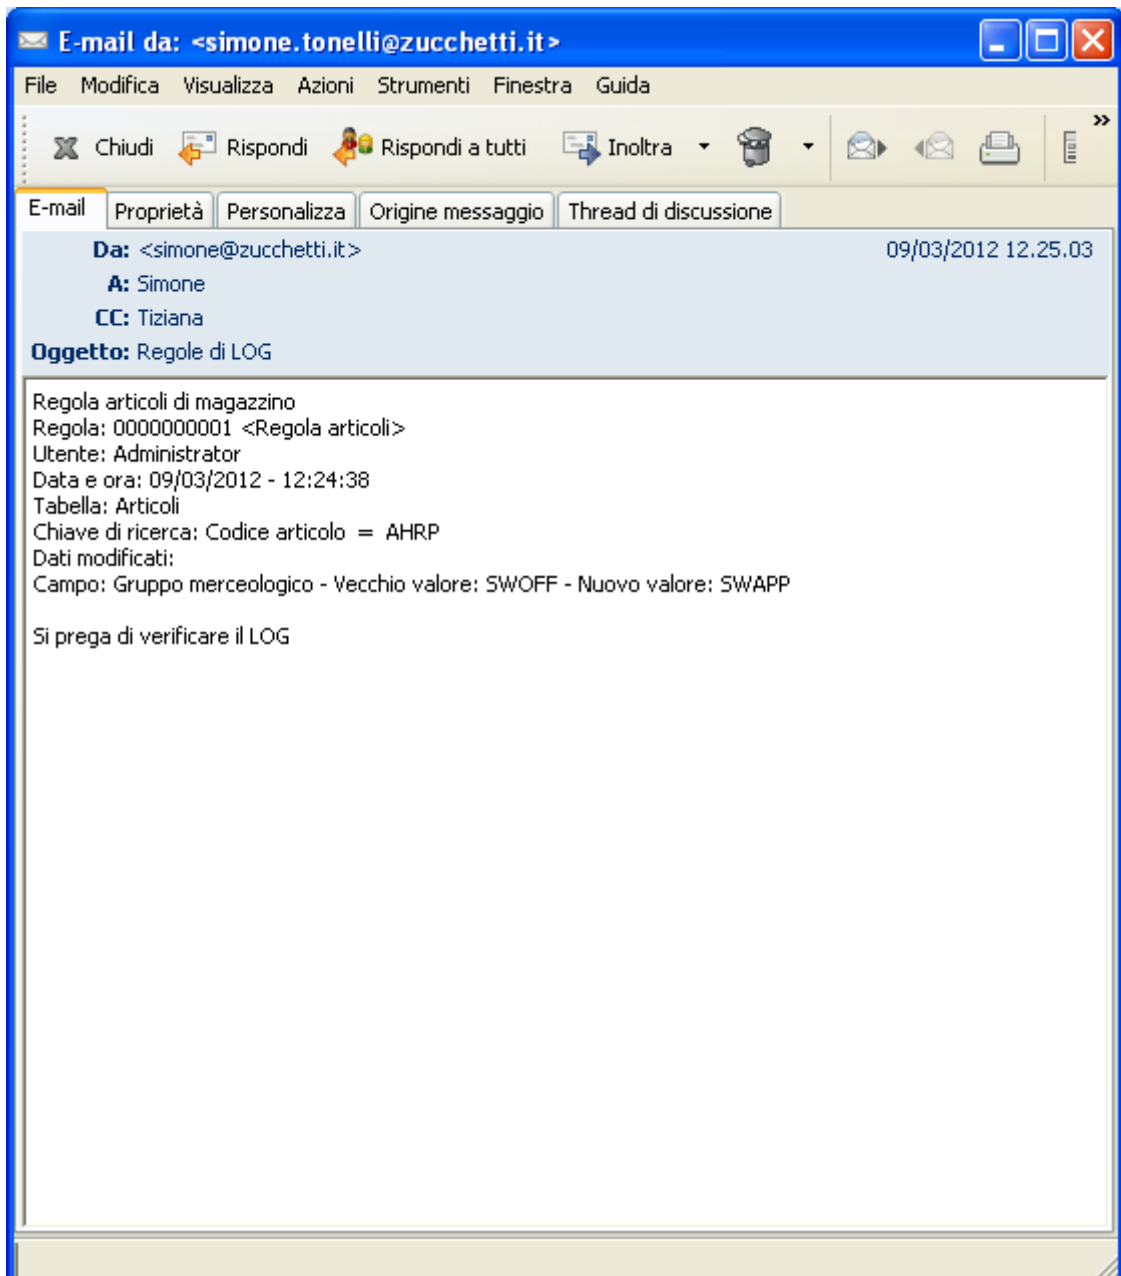 E-mail da: <simone.tonelli@zucchetti.it>
File Modifica Visualizza Azioni Strumenti Finestra Guida
Chiudi Rispondi Rispondi a tutti Inoltra »
E-mail Proprietà Personalizza Origine messaggio Thread di discussione
Da: <simone@zucchetti.it> 09/03/2012 12.25.03
A: Simone
CC: Tiziana
Oggetto: Regole di LOG
Regola articoli di magazzino
Regola: 0000000001 <Regola articoli>
Utente: Administrator
Data e ora: 09/03/2012 - 12:24:38
Tabella: Articoli
Chiave di ricerca: Codice articolo = AHRP
Dati modificati:
Campo: Gruppo merceologico - Vecchio valore: SWOFF - Nuovo valore: SWAPP
Si prega di verificare il LOG